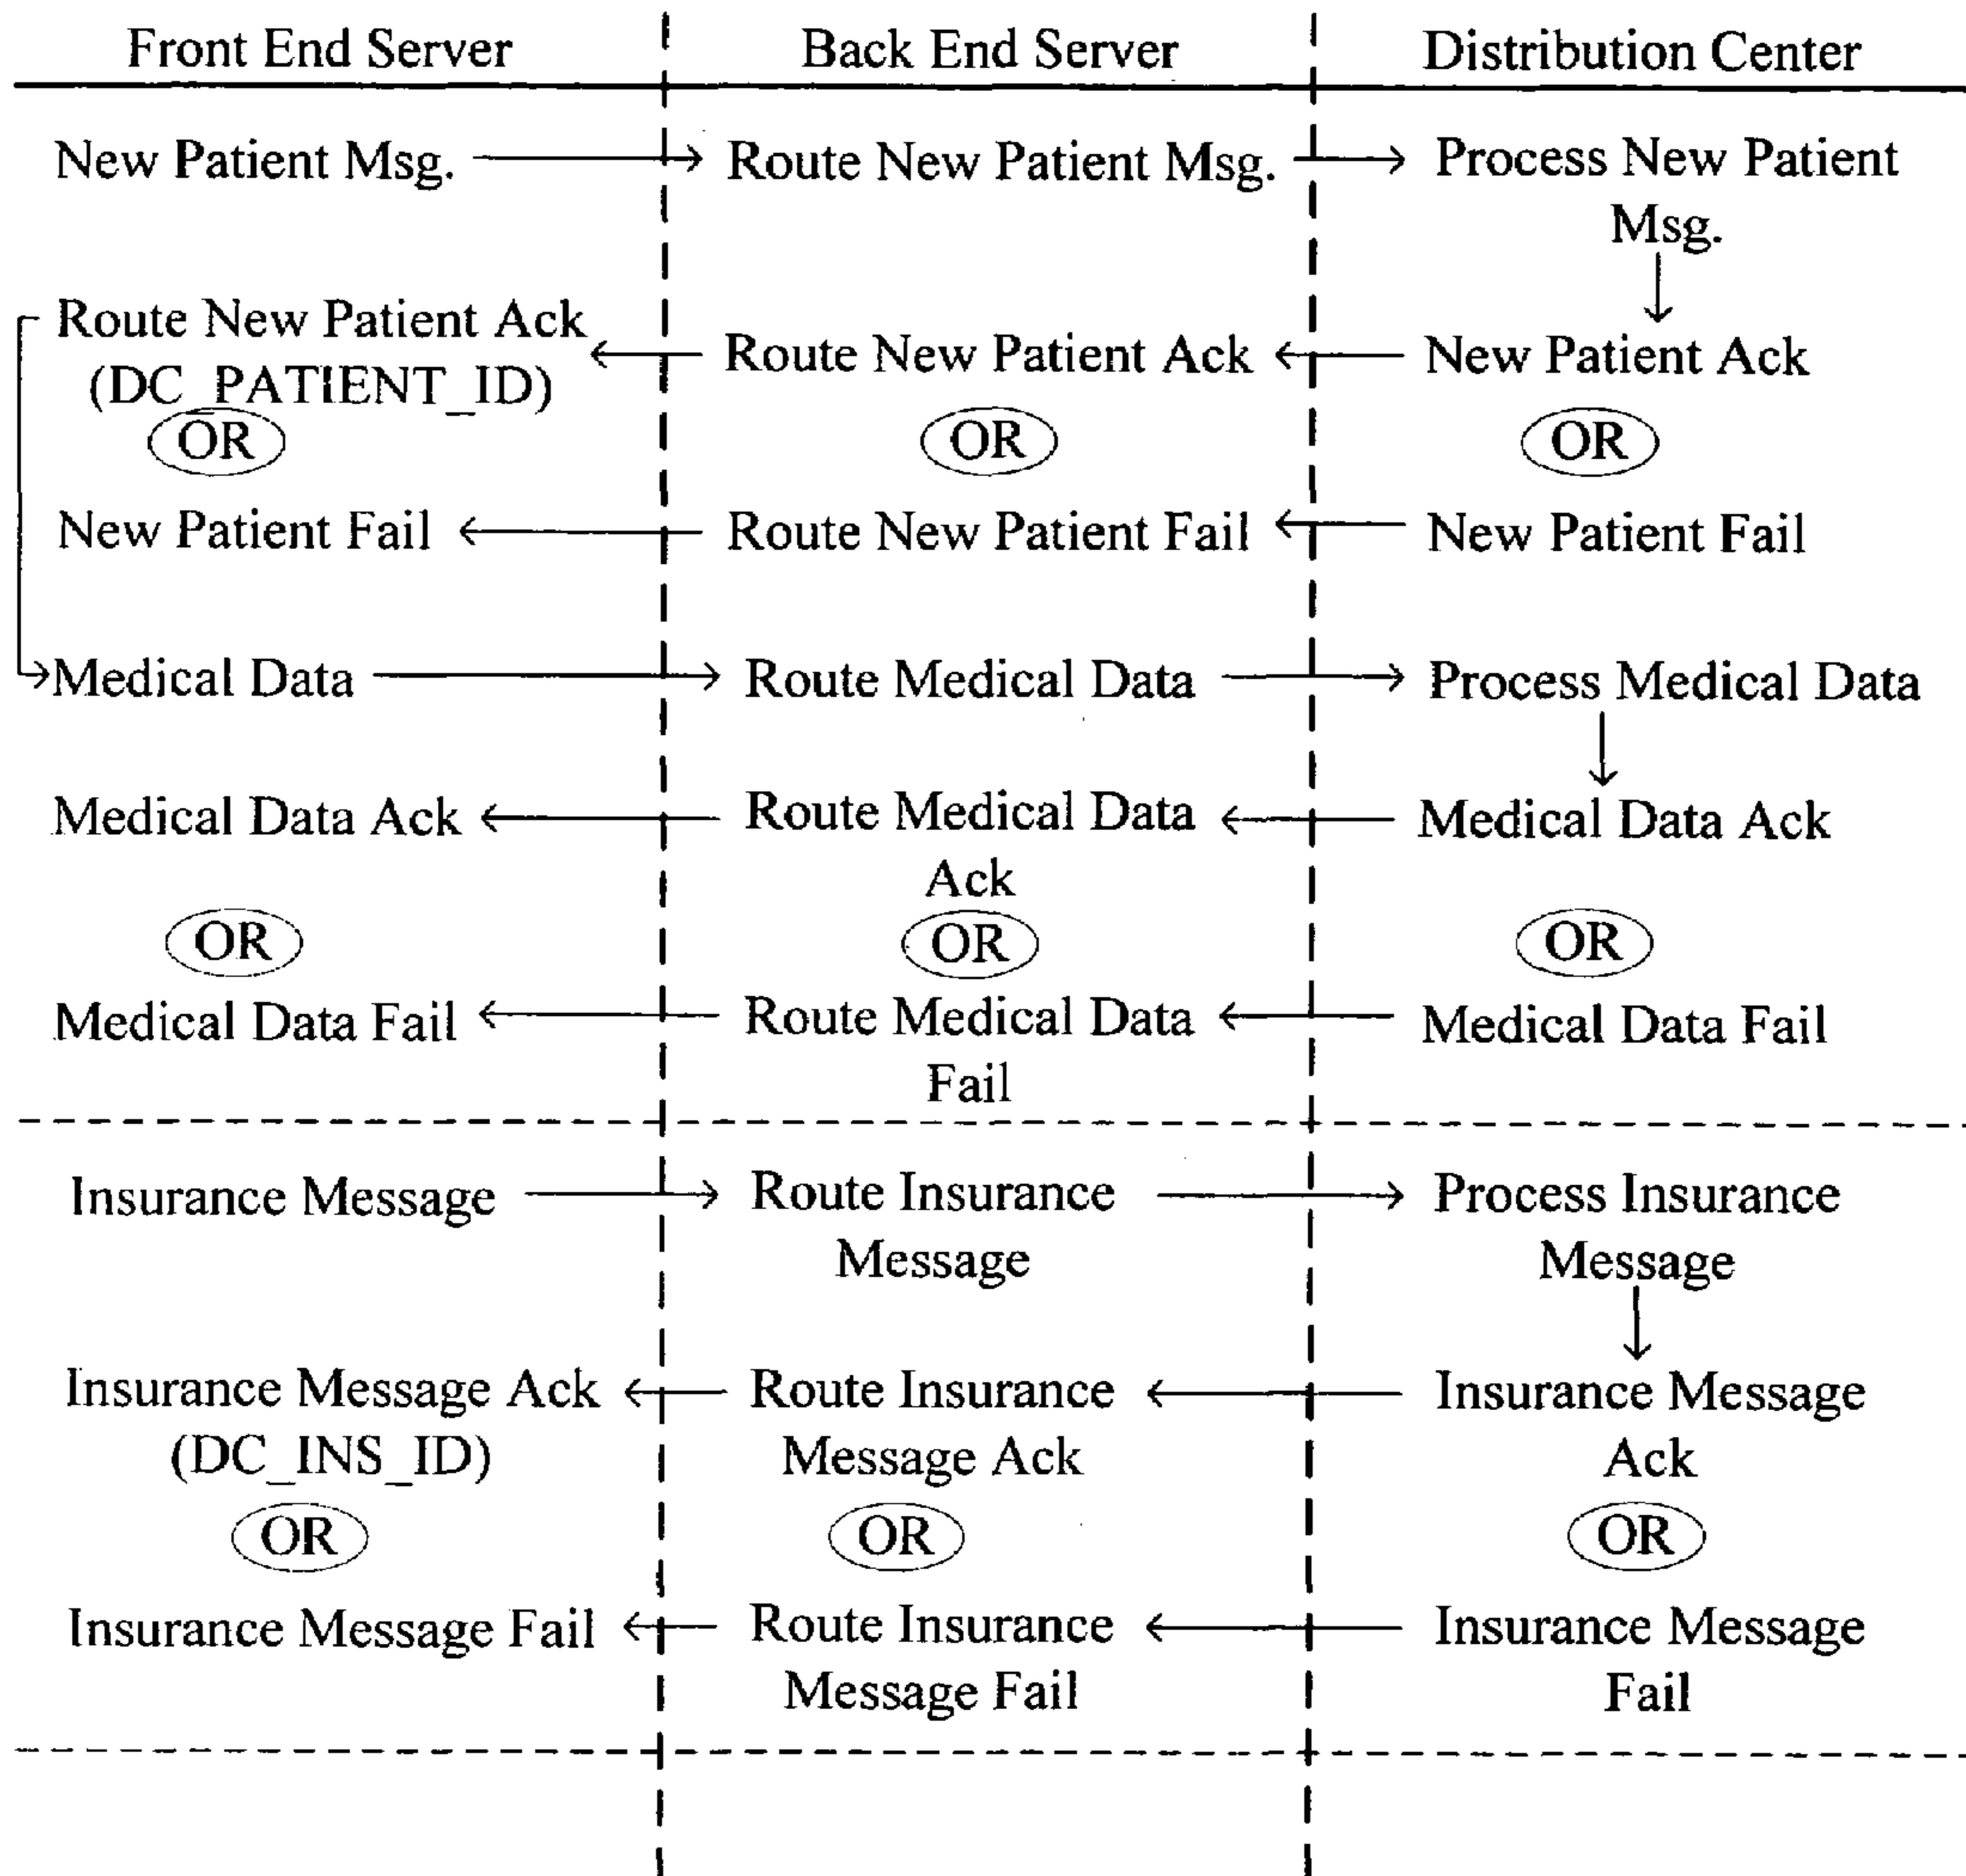 Front End Server Back End Server Distribution Center
New Patient Msg. Route New Patient Msg. Process New Patient
Msg.
Route New Patient Ack Route New Patient Ack New Patient Ack
(DC_PATIENT_ID)
OR OR OR
New Patient Fail Route New Patient Fail New Patient Fail
Medical Data Route Medical Data Process Medical Data
Medical Data Ack Route Medical Data Medical Data Ack
Ack
OR OR OR
Medical Data Fail Route Medical Data Medical Data Fail
Fail
Insurance Message Route Insurance Process Insurance
Message Message
Insurance Message Ack Route Insurance Insurance Message
(DC_INS_ID) Message Ack Ack
OR OR OR
Insurance Message Fail Route Insurance Insurance Message
Message Fail Fail